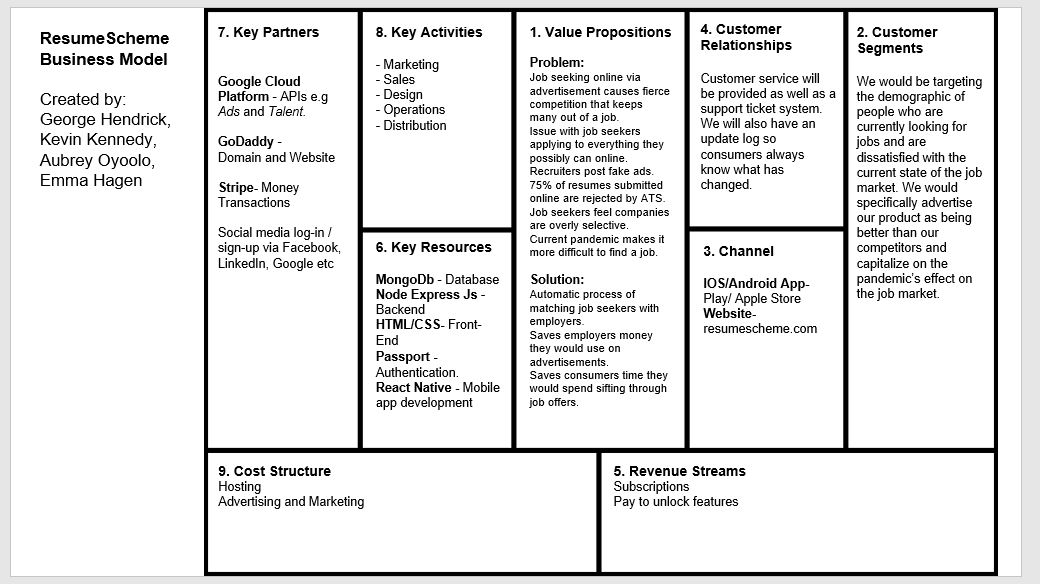 ResumeScheme
Business Model
Created by:
George Hendrick,
Kevin Kennedy,
Aubrey Oyoolo,
Emma Hagen
7. Key Partners
Google Cloud
Platform - APIs e.g
Ads and Talent.
GoDaddy -
Domain and Website
Stripe- Money
Transactions
Social media log-in /
sign-up via Facebook,
LinkedIn, Google etc
8. Key Activities
- Marketing
- Sales
- Design
- Operations
- Distribution
6. Key Resources
MongoDb - Database
Node Express Js -
Backend
HTML/CSS- Front-
End
Passport -
Authentication.
React Native - Mobile
app development
1. Value Propositions
Problem:
Job seeking online via
advertisement causes fierce
competition that keeps
many out of a job.
Issue with job seekers
applying to everything they
possibly can online.
Recruiters post fake ads.
75% of resumes submitted
online are rejected by ATS.
Job seekers feel companies
are overly selective.
Current pandemic makes it
more difficult to find a job.
Solution:
Automatic process of
matching job seekers with
employers.
Saves employers money
they would use on
advertisements.
Saves consumers time they
would spend sifting through
job offers.
4. Customer
Relationships
Customer service will
be provided as well as a
support ticket system.
We will also have an
update log so
consumers always
know what has
changed.
3. Channel
IOS/Android App-
Play/ Apple Store
Website-
resumescheme.com
2. Customer
Segments
We would be targeting
the demographic of
people who are
currently looking for
jobs and are
dissatisfied with the
current state of the job
market. We would
specifically advertise
our product as being
better than our
competitors and
capitalize on the
pandemic's effect on
the job market.
9. Cost Structure
Hosting
Advertising and Marketing
5. Revenue Streams
Subscriptions
Pay to unlock features